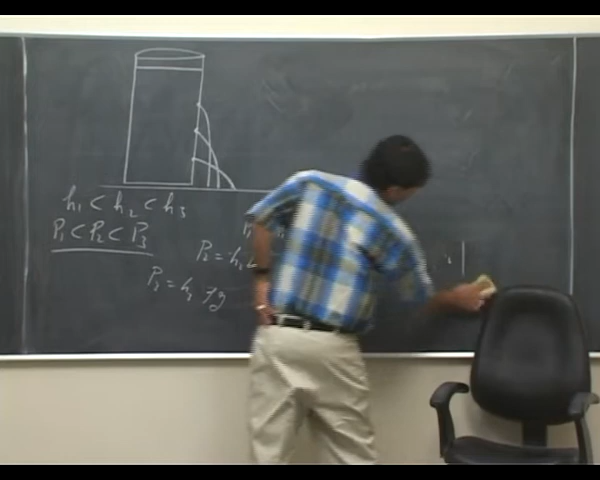 h₁ < h₂ < h₃
P₁ < P₂ < P₃
P₂ = h₂
P₃ = h₃ ρg